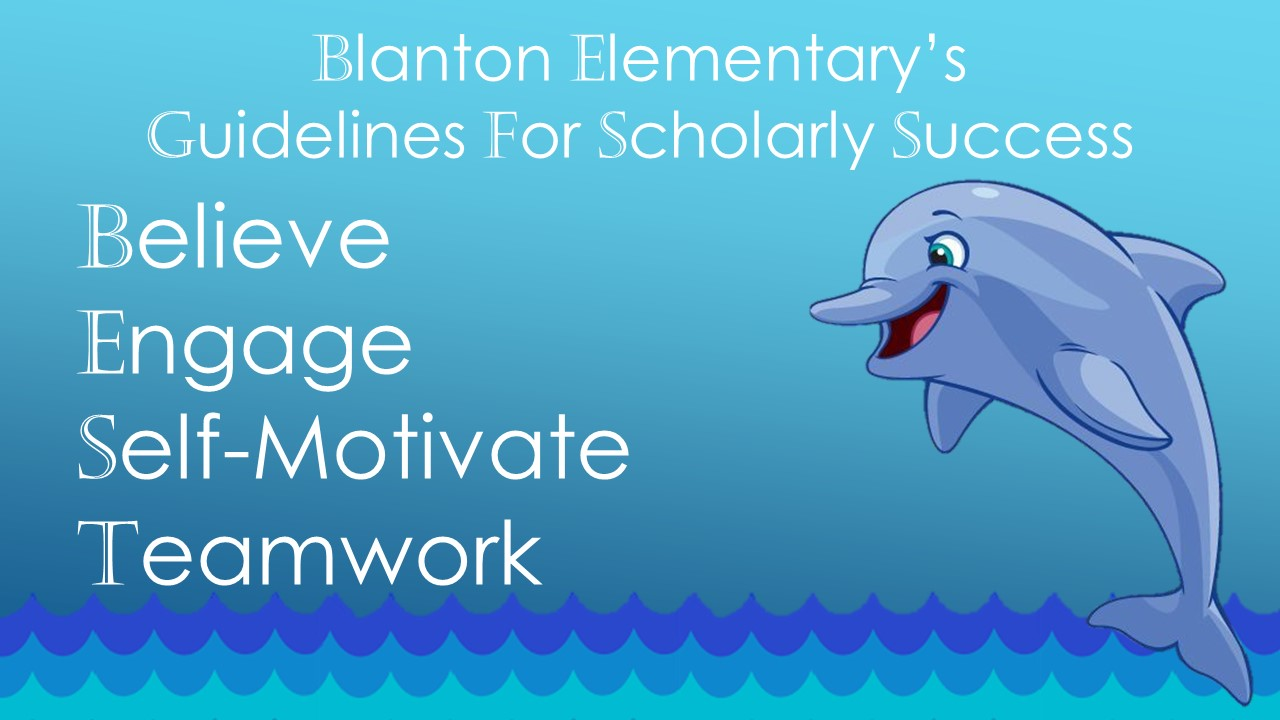 Blanton Elementary’s
Guidelines For Scholarly Success
Believe
Engage
Self-Motivate
Teamwork